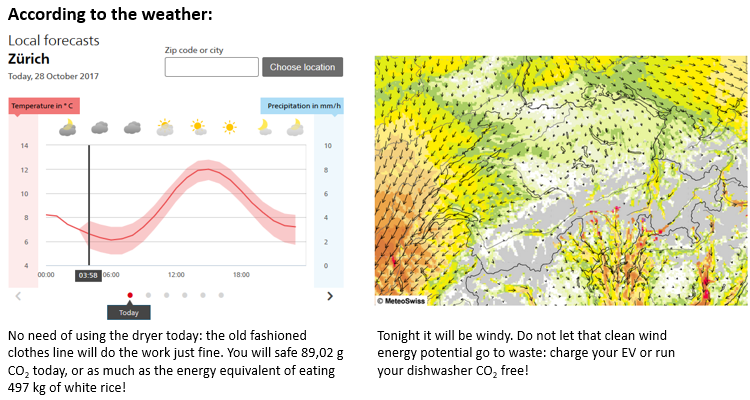 According to the weather:
Local forecasts
Zürich
Today, 28 October 2017
Zip code or city
Choose location
Temperature in ° C
Precipitation in mm/h
14
12
10
8
6
4
10
8
6
4
2
0
00:00
03:58
06:00
12:00
18:00
Today
© MeteoSwiss
No need of using the dryer today: the old fashioned
clothes line will do the work just fine. You will safe 89,02 g
CO₂ today, or as much as the energy equivalent of eating
497 kg of white rice!
Tonight it will be windy. Do not let that clean wind
energy potential go to waste: charge your EV or run
your dishwasher CO₂ free!